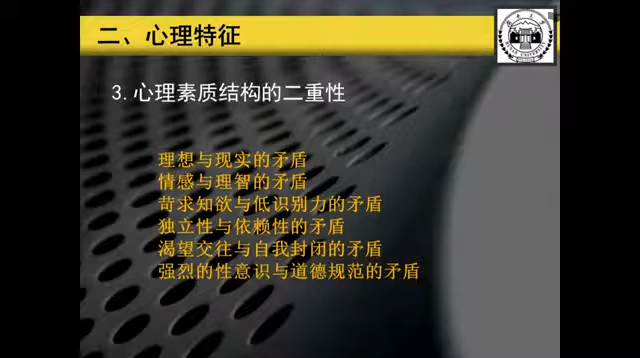 二、心理特征
3.心理素质结构的二重性
理想与现实的矛盾
情感与理智的矛盾
苛求知欲与低识别力的矛盾
独立性与依赖性的矛盾
渴望交往与自我封闭的矛盾
强烈的性意识与道德规范的矛盾